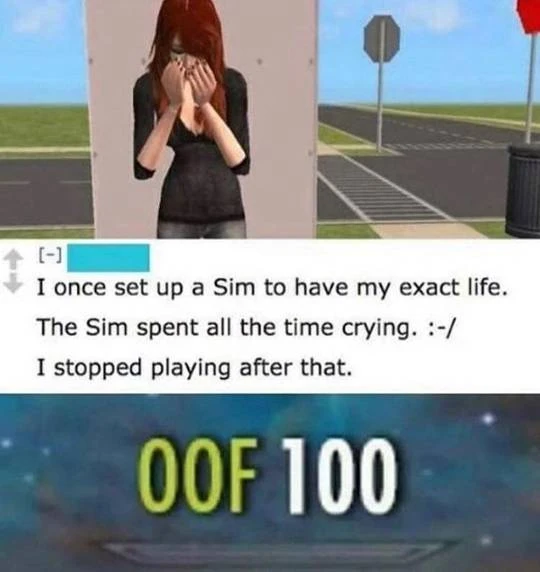 [-]
I once set up a Sim to have my exact life.
The Sim spent all the time crying. :-/
I stopped playing after that.
OOF 100